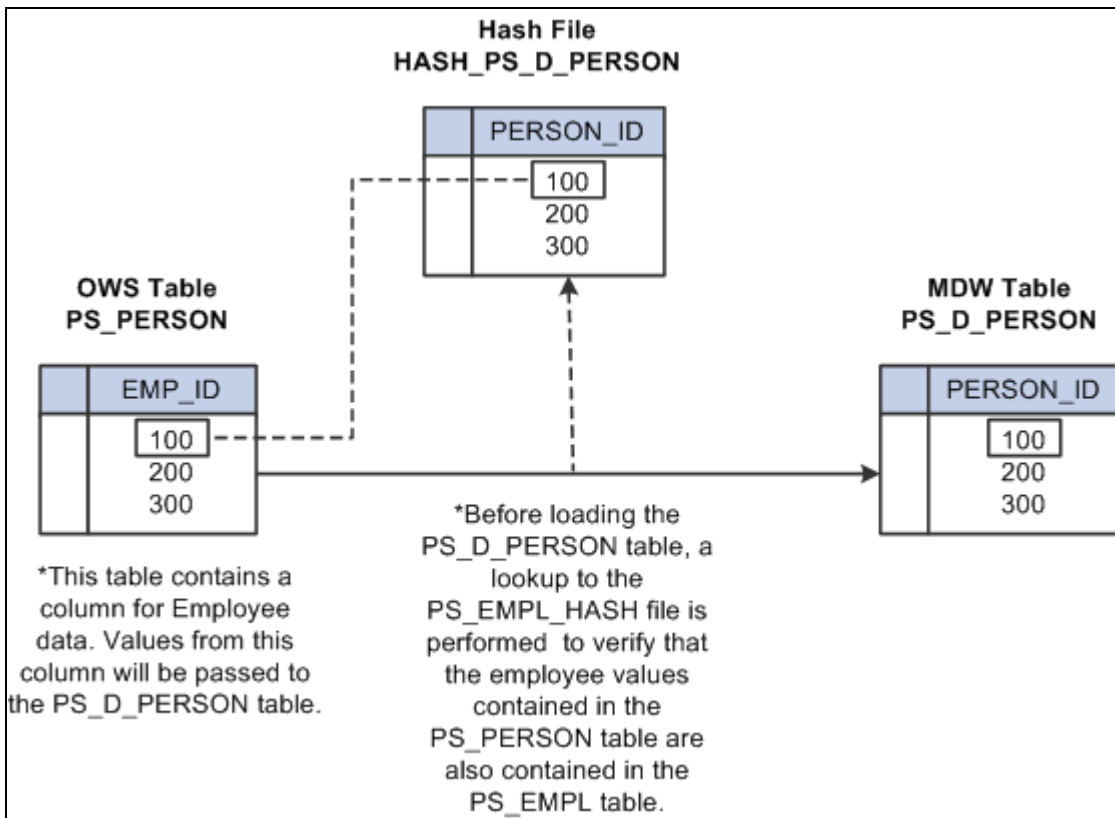 Hash File
HASH_PS_D_PERSON
PERSON_ID
100
200
300
OWS Table
PS_PERSON
EMP_ID
100
200
300
*This table contains a
column for Employee
data. Values from this
column will be passed to
the PS_D_PERSON table.
*Before loading the
PS_D_PERSON table, a
lookup to the
PS_EMPL_HASH file is
performed to verify that
the employee values
contained in the
PS_PERSON table are
also contained in the
PS_EMPL table.
MDW Table
PS_D_PERSON
PERSON_ID
100
200
300